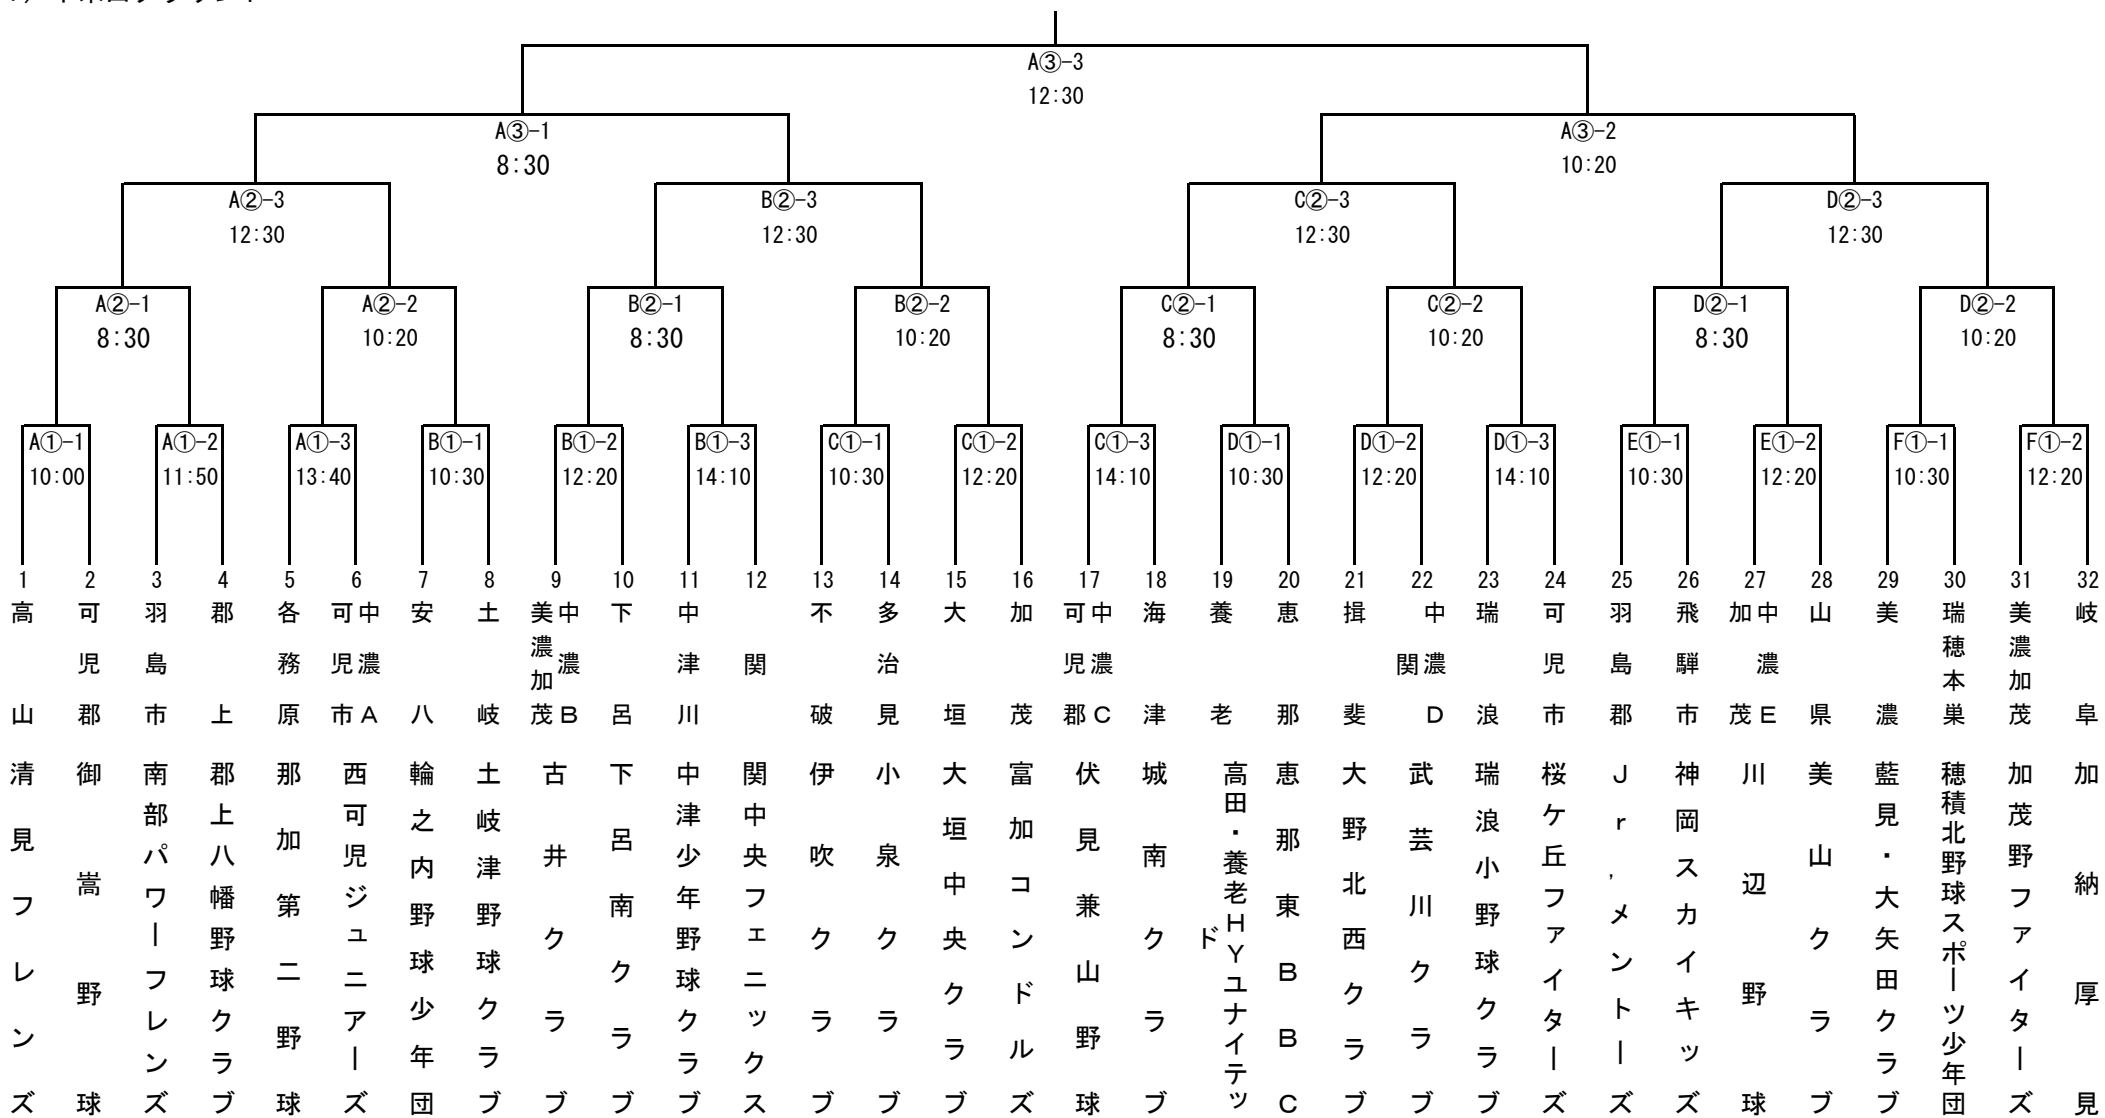 A③-3
12:30
A③-1
8:30
A③-2
10:20
A②-3
12:30
B②-3
12:30
C②-3
12:30
D②-3
12:30
A②-1
8:30
A②-2
10:20
B②-1
8:30
B②-2
10:20
C②-1
8:30
C②-2
10:20
D②-1
8:30
D②-2
10:20
A①-1
10:00
A①-2
11:50
A①-3
13:40
B①-1
10:30
B①-2
12:20
B①-3
14:10
C①-1
10:30
C①-2
12:20
C①-3
14:10
D①-1
10:30
D①-2
12:20
D①-3
14:10
E①-1
10:30
E①-2
12:20
F①-1
10:30
F①-2
12:20
1
高山
清見フレンズ
2
可児郡
御嵩野球
3
羽島市
南部パワーフレンズ
4
郡上
郡上八幡野球クラブ
5
各務原
那加第二野球
6
中濃A
可児市
西可児ジュニアーズ
7
安八
輪之内野球少年団
8
土岐
土岐津野球クラブ
9
中濃B
美濃加茂
古井クラブ
10
下呂
下呂南クラブ
11
中津川
中津少年野球クラブ
12
関
関中央フェニックス
13
不破
伊吹クラブ
14
多治見
小泉クラブ
15
大垣
大垣中央クラブ
16
加茂
富加コンドルズ
17
中濃C
可児郡
伏見兼山野球
18
海津
城南クラブ
19
養老
高田・養老HYユナイテッド
20
恵那
恵那東BBC
21
揖斐
大野北西クラブ
22
中濃D
関
武芸川クラブ
23
瑞浪
瑞浪小野球クラブ
24
可児市
桜ケ丘ファイターズ
25
羽島郡
Jr,メントーズ
26
飛騨市
神岡スカイキッズ
27
中濃E
加茂
川辺野球
28
山県
美山クラブ
29
美濃
藍見・大矢田クラブ
30
瑞穂本巣
穂積北野球スポーツ少年団
31
美濃加茂
加茂野ファイターズ
32
岐阜
加納厚見